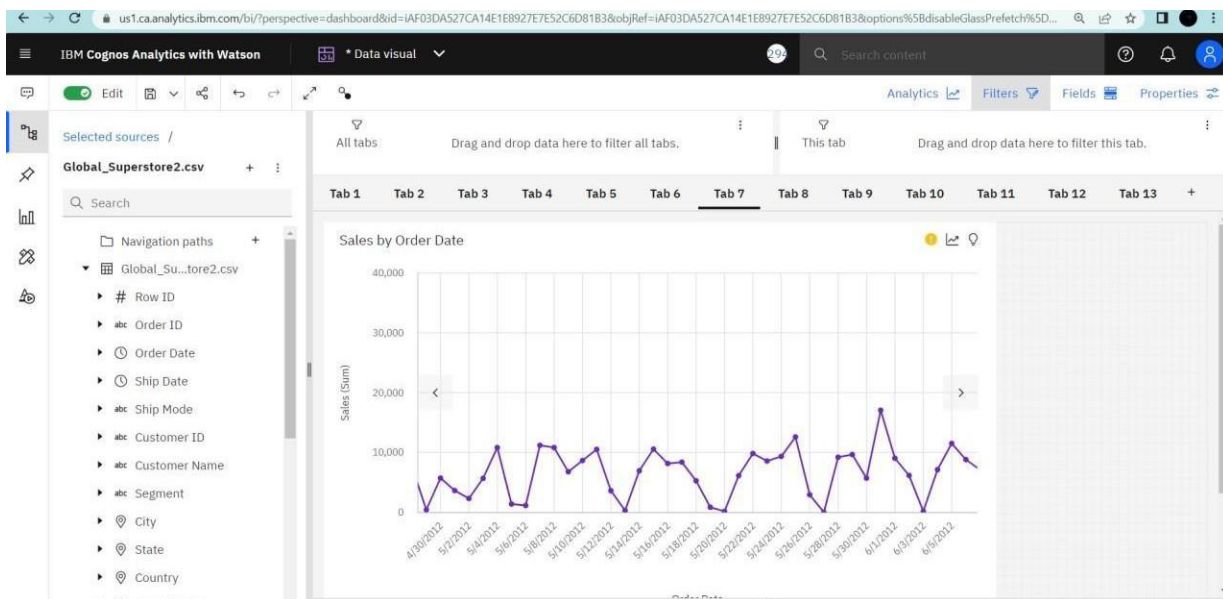 us1.ca.analytics.ibm.com/bi/?perspective=dashboard&id=iAF03DA527CA14E1E8927E7E52C6D81B3&objRef=iAF03DA527CA14E1E8927E7E52C6D81B3&options%5BdisableGlassPrefetch%5D...
IBM Cognos Analytics with Watson
* Data visual
294
Search content
Edit
Analytics
Filters
Fields
Properties
Selected sources /
Global_Superstore2.csv
Search
Navigation paths
Global_Su...tore2.csv
# Row ID
abc Order ID
Order Date
Ship Date
abc Ship Mode
abc Customer ID
abc Customer Name
abc Segment
City
State
Country
All tabs
Drag and drop data here to filter all tabs.
This tab
Drag and drop data here to filter this tab.
Tab 1 Tab 2 Tab 3 Tab 4 Tab 5 Tab 6 Tab 7 Tab 8 Tab 9 Tab 10 Tab 11 Tab 12 Tab 13 +
Sales by Order Date
Sales (Sum)
40,000
30,000
20,000
10,000
0
4/30/2012 5/2/2012 5/4/2012 5/6/2012 5/8/2012 5/10/2012 5/12/2012 5/14/2012 5/16/2012 5/18/2012 5/20/2012 5/22/2012 5/24/2012 5/26/2012 5/28/2012 5/30/2012 6/1/2012 6/3/2012 6/5/2012